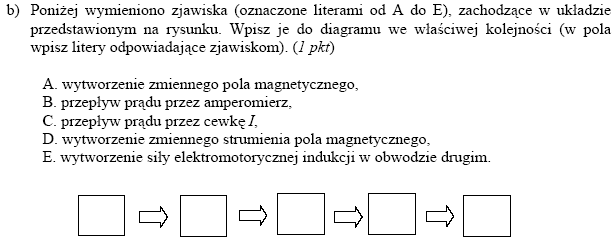 b) Poniżej wymieniono zjawiska (oznaczone literami od A do E), zachodzące w układzie
przedstawionym na rysunku. Wpisz je do diagramu we właściwej kolejności (w pola
wpisz litery odpowiadające zjawiskom). (1 pkt)
A. wytworzenie zmiennego pola magnetycznego,
B. przepływ prądu przez amperomierz,
C. przepływ prądu przez cewkę I,
D. wytworzenie zmiennego strumienia pola magnetycznego,
E. wytworzenie siły elektromotorycznej indukcji w obwodzie drugim.